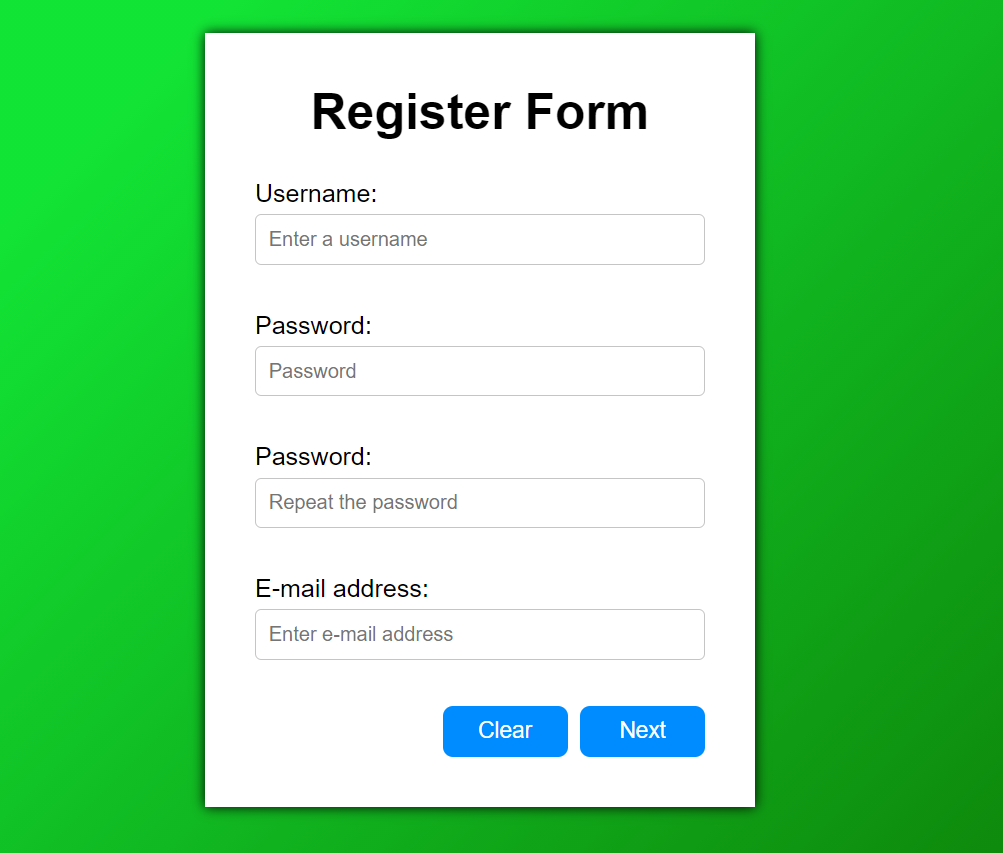 Register Form
Username:
Enter a username
Password:
Password
Password:
Repeat the password
E-mail address:
Enter e-mail address
Clear Next